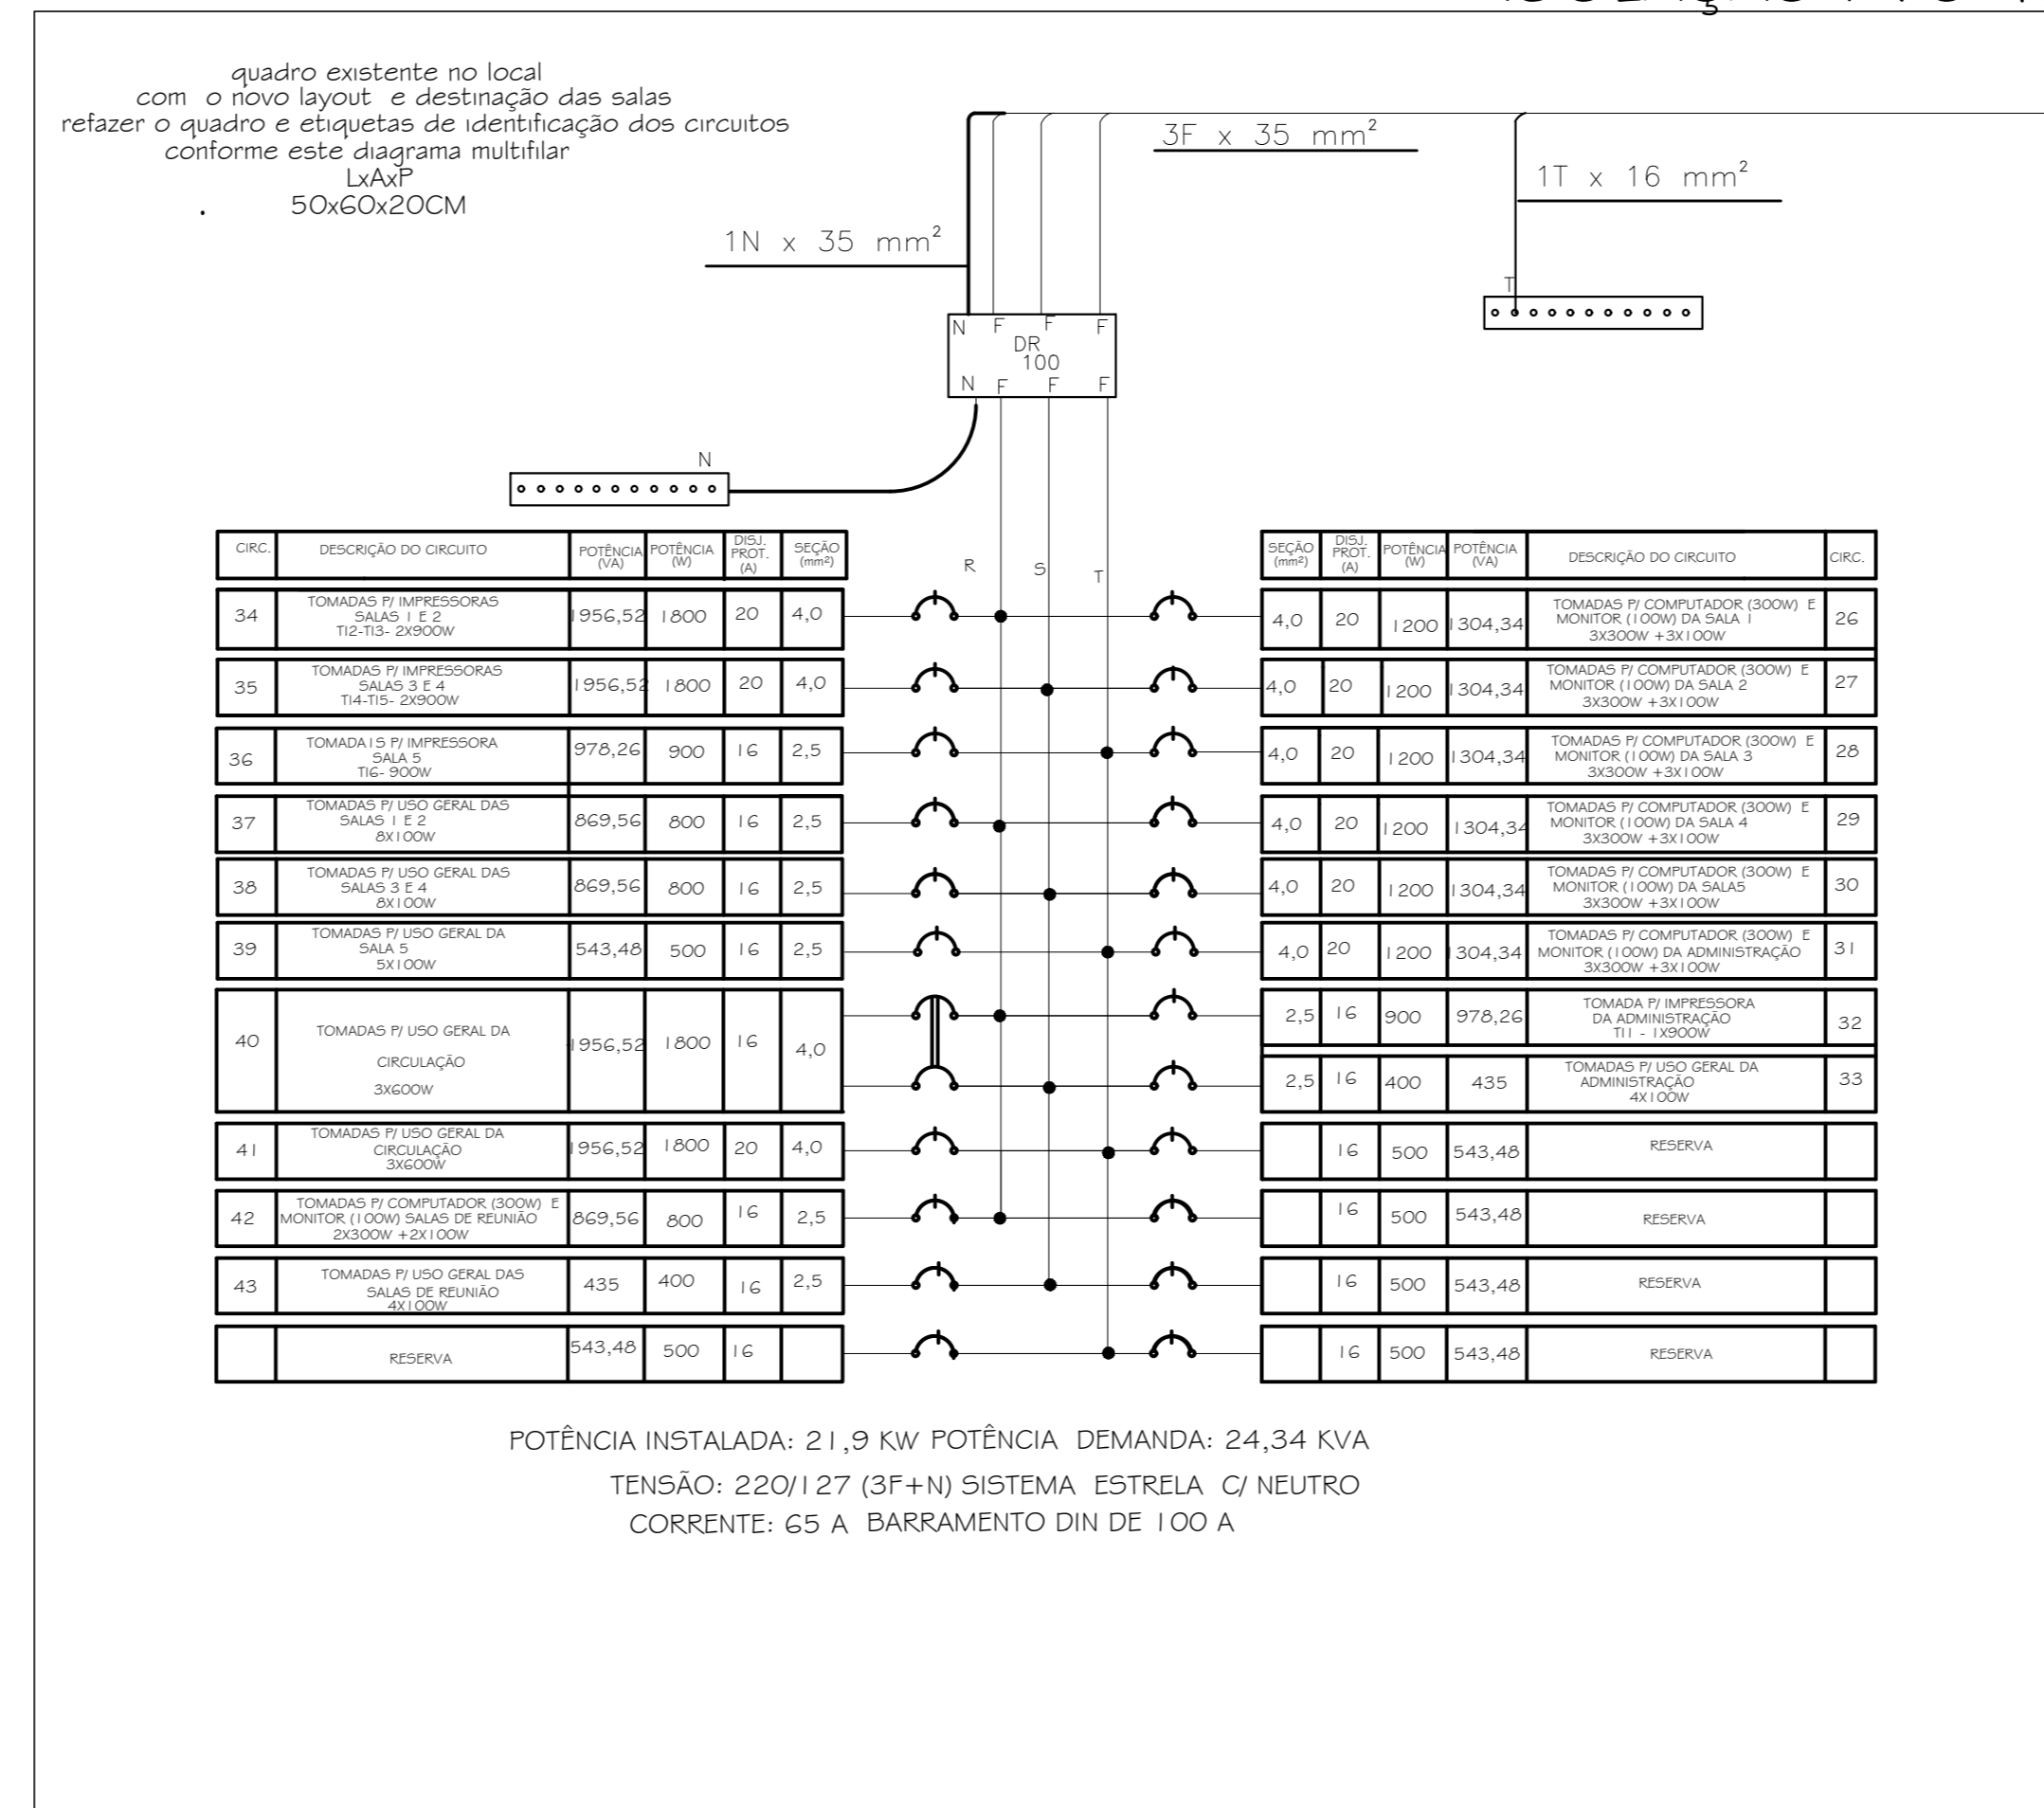 quadro existente no local
com o novo layout e destinação das salas
refazer o quadro e etiquetas de identificação dos circuitos
conforme este diagrama multifilar
LxAxP
50x60x20CM
.
3F x 35 mm²
1T x 16 mm²
1N x 35 mm²
T
N F F F
DR
100
N F F F
N
R S T
CIRC. DESCRIÇÃO DO CIRCUITO POTÊNCIA (VA) POTÊNCIA (W) DISJ. PROT. (A) SEÇÃO (mm²)
34 TOMADAS P/ IMPRESSORAS SALAS 1 E 2 TI2-TI3- 2X900W 1956,52 1800 20 4,0
35 TOMADAS P/ IMPRESSORAS SALAS 3 E 4 TI4-TI5- 2X900W 1956,52 1800 20 4,0
36 TOMADA1S P/ IMPRESSORA SALA 5 TI6- 900W 978,26 900 16 2,5
37 TOMADAS P/ USO GERAL DAS SALAS 1 E 2 8X100W 869,56 800 16 2,5
38 TOMADAS P/ USO GERAL DAS SALAS 3 E 4 8X100W 869,56 800 16 2,5
39 TOMADAS P/ USO GERAL DA SALA 5 5X100W 543,48 500 16 2,5
40 TOMADAS P/ USO GERAL DA CIRCULAÇÃO 3X600W 1956,52 1800 16 4,0
41 TOMADAS P/ USO GERAL DA CIRCULAÇÃO 3X600W 1956,52 1800 20 4,0
42 TOMADAS P/ COMPUTADOR (300W) E MONITOR (100W) SALAS DE REUNIÃO 2X300W +2X100W 869,56 800 16 2,5
43 TOMADAS P/ USO GERAL DAS SALAS DE REUNIÃO 4X100W 435 400 16 2,5
RESERVA 543,48 500 16
SEÇÃO (mm²) DISJ. PROT. (A) POTÊNCIA (W) POTÊNCIA (VA) DESCRIÇÃO DO CIRCUITO CIRC.
4,0 20 1200 1304,34 TOMADAS P/ COMPUTADOR (300W) E MONITOR (100W) DA SALA 1 3X300W +3X100W 26
4,0 20 1200 1304,34 TOMADAS P/ COMPUTADOR (300W) E MONITOR (100W) DA SALA 2 3X300W +3X100W 27
4,0 20 1200 1304,34 TOMADAS P/ COMPUTADOR (300W) E MONITOR (100W) DA SALA 3 3X300W +3X100W 28
4,0 20 1200 1304,34 TOMADAS P/ COMPUTADOR (300W) E MONITOR (100W) DA SALA 4 3X300W +3X100W 29
4,0 20 1200 1304,34 TOMADAS P/ COMPUTADOR (300W) E MONITOR (100W) DA SALA5 3X300W +3X100W 30
4,0 20 1200 1304,34 TOMADAS P/ COMPUTADOR (300W) E MONITOR (100W) DA ADMINISTRAÇÃO 3X300W +3X100W 31
2,5 16 900 978,26 TOMADA P/ IMPRESSORA DA ADMINISTRAÇÃO TI1 - 1X900W 32
2,5 16 400 435 TOMADAS P/ USO GERAL DA ADMINISTRAÇÃO 4X100W 33
16 500 543,48 RESERVA
16 500 543,48 RESERVA
16 500 543,48 RESERVA
16 500 543,48 RESERVA
POTÊNCIA INSTALADA: 21,9 KW POTÊNCIA DEMANDA: 24,34 KVA
TENSÃO: 220/127 (3F+N) SISTEMA ESTRELA C/ NEUTRO
CORRENTE: 65 A BARRAMENTO DIN DE 100 A